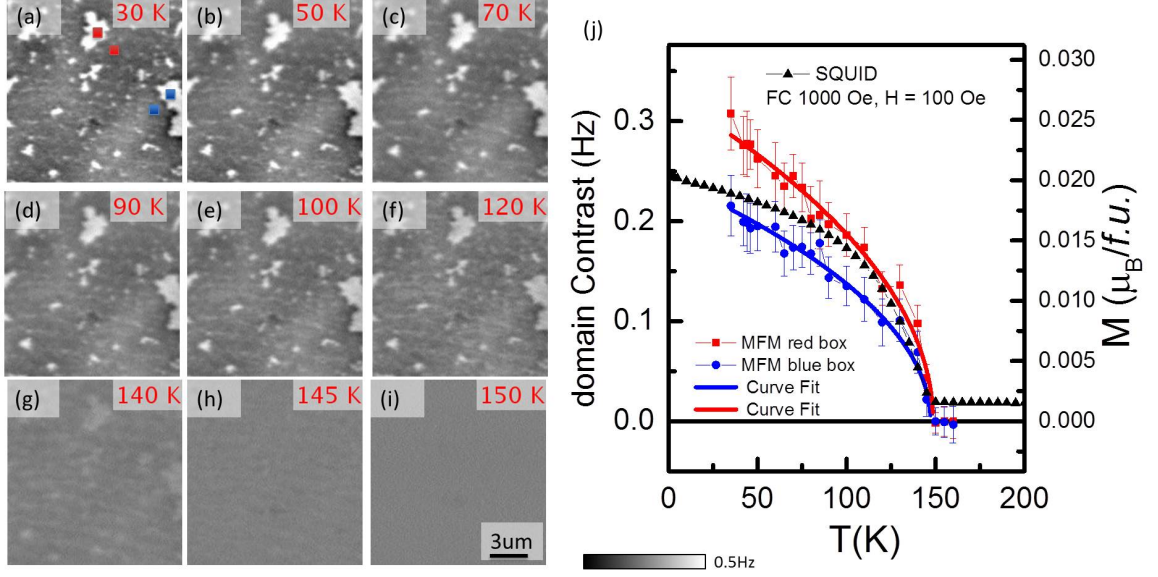 (a) 30 K
(b) 50 K
(c) 70 K
(d) 90 K
(e) 100 K
(f) 120 K
(g) 140 K
(h) 145 K
(i) 150 K
3um
0.5Hz
(j)
SQUID
FC 1000 Oe, H = 100 Oe
MFM red box
MFM blue box
Curve Fit
Curve Fit
domain Contrast (Hz)
0.3
0.2
0.1
0.0
0 50 100 150 200
T(K)
0.030
0.025
0.020
0.015
0.010
0.005
0.000
M (μB/f.u.)